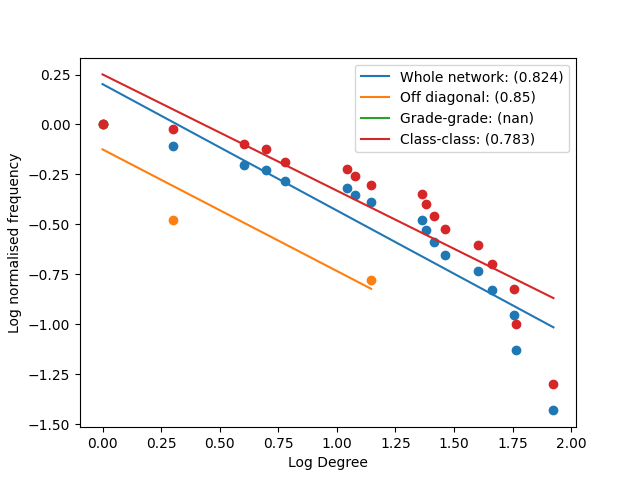 Whole network: (0.824)
Off diagonal: (0.85)
Grade-grade: (nan)
Class-class: (0.783)
0.25
0.00
−0.25
−0.50
−0.75
−1.00
−1.25
−1.50
Log normalised frequency
0.00 0.25 0.50 0.75 1.00 1.25 1.50 1.75 2.00
Log Degree